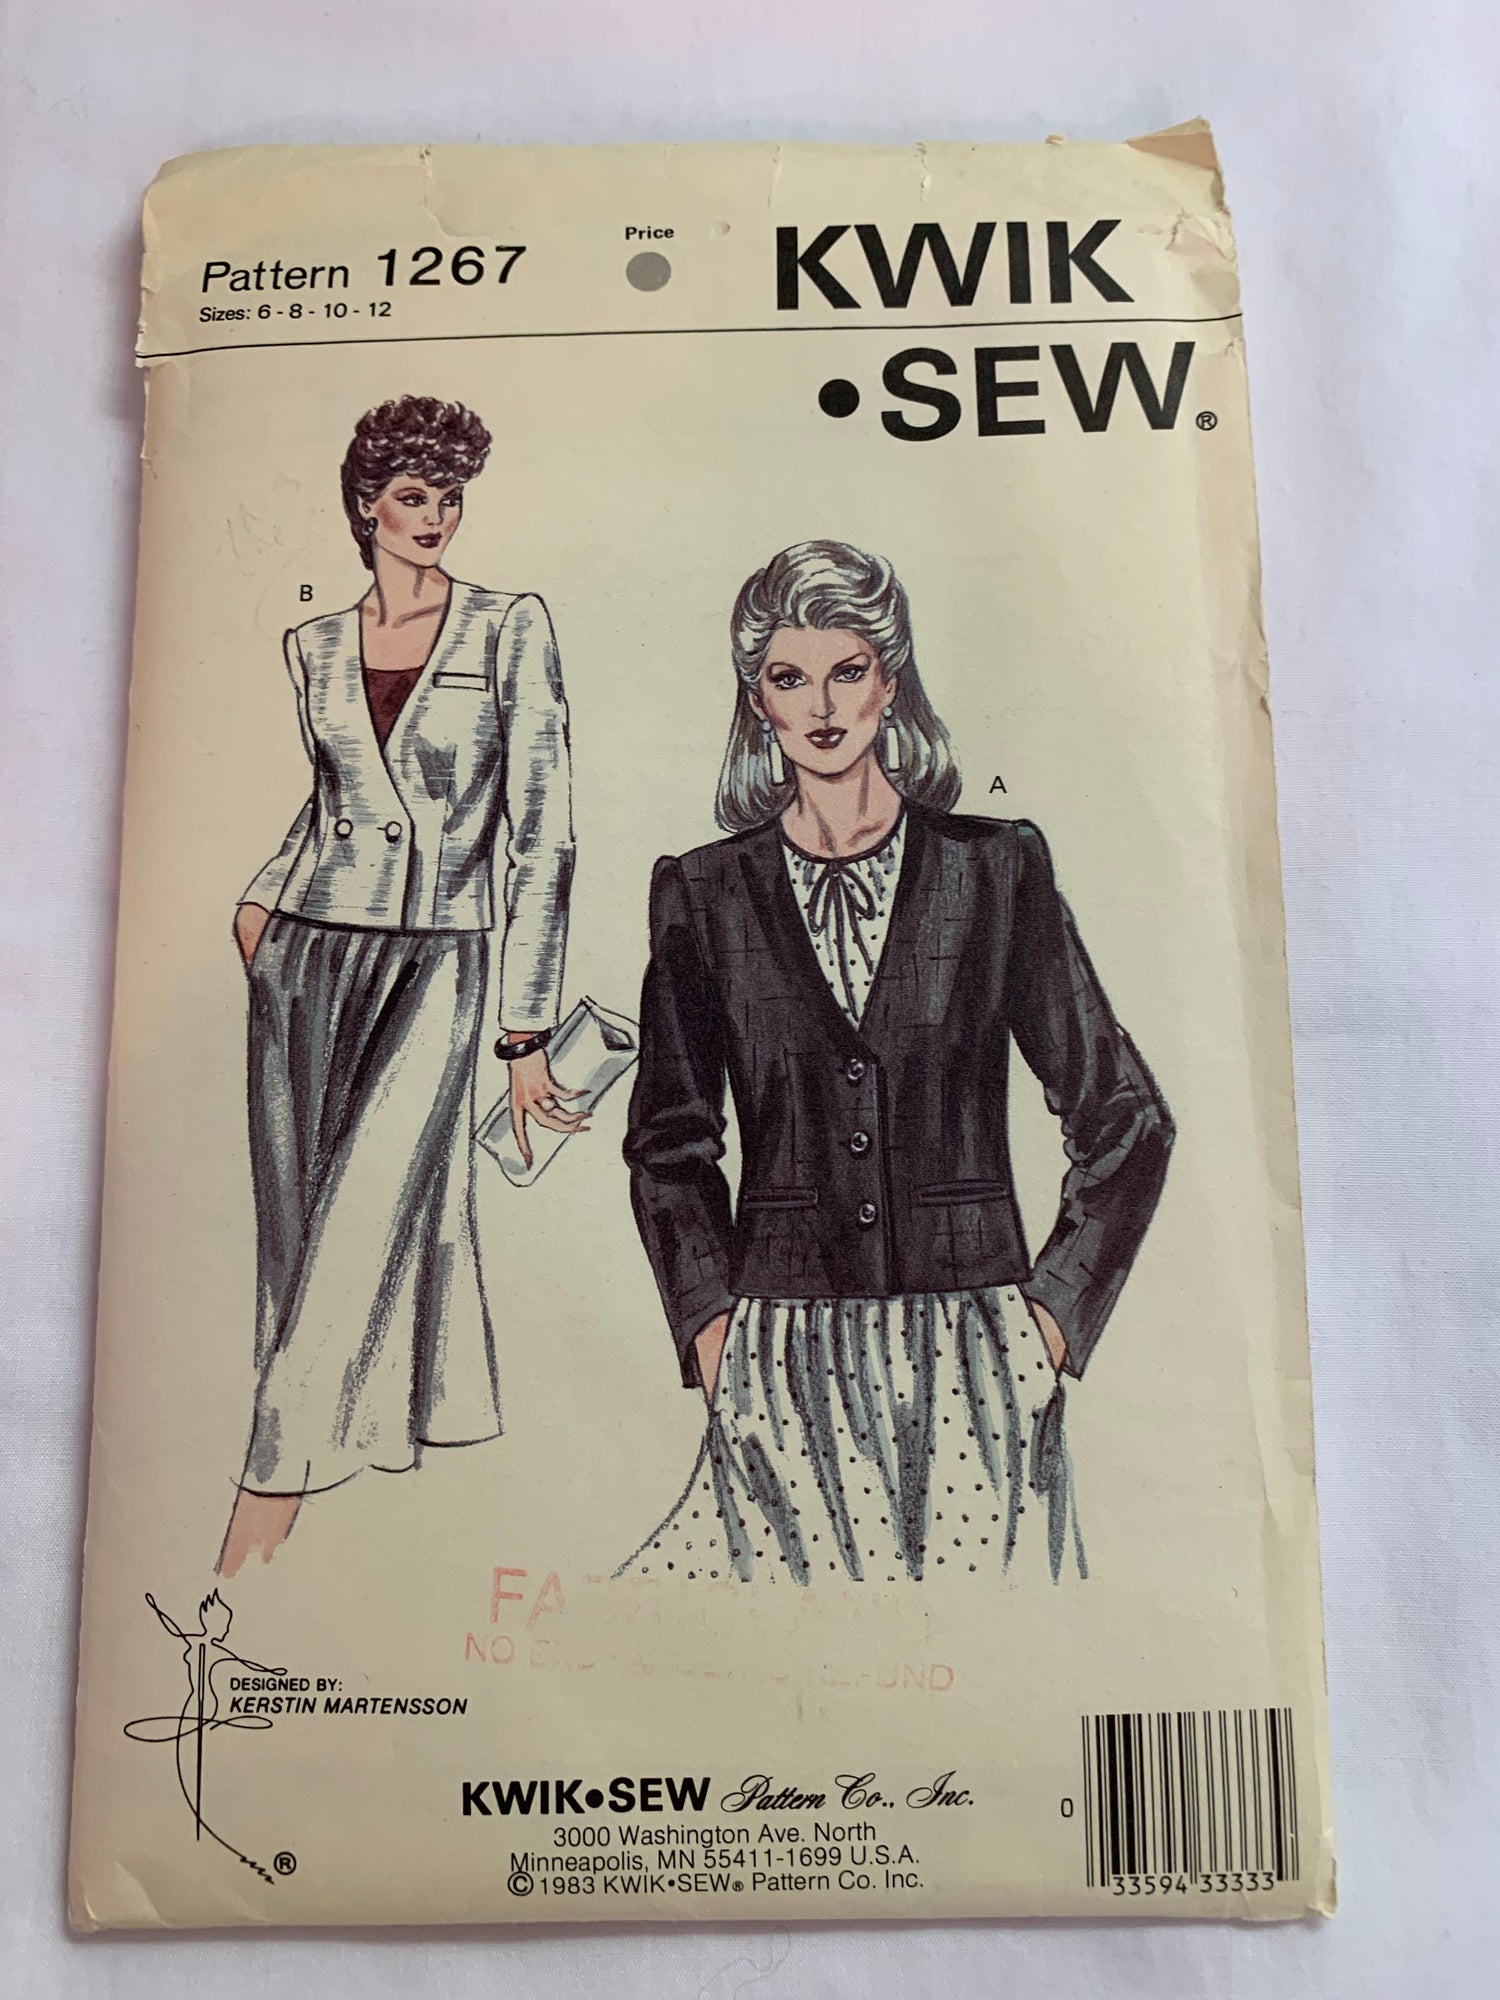 Pattern 1267
Sizes: 6 - 8 - 10 - 12
Price
KWIK
•SEW®
B
A
NO
DESIGNED BY:
KERSTIN MARTENSSON
®
KWIK•SEW Pattern Co., Inc.
3000 Washington Ave. North
Minneapolis, MN 55411-1699 U.S.A.
© 1983 KWIK•SEW® Pattern Co. Inc.
0
33594 33333